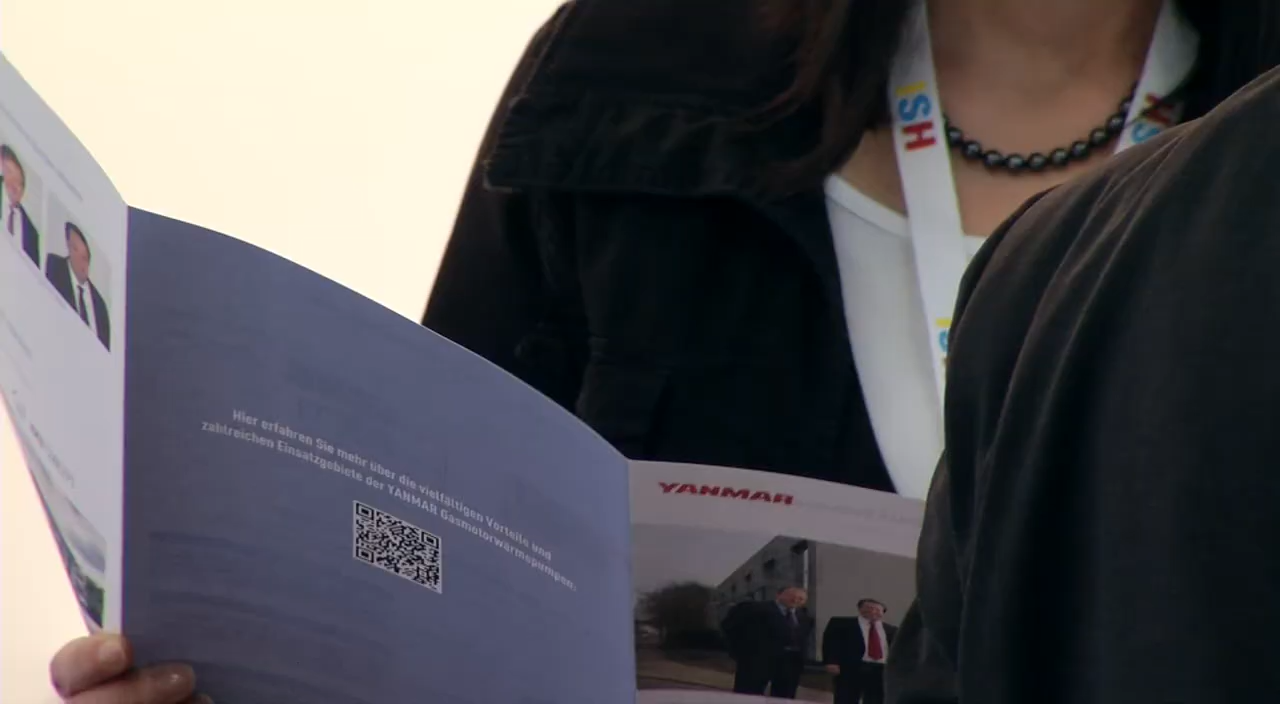 ISH
Hier erfahren Sie mehr über die vielfältigen Vorteile und
zahlreichen Einsatzgebiete der YANMAR Gasmotorwärmepumpen:
YANMAR